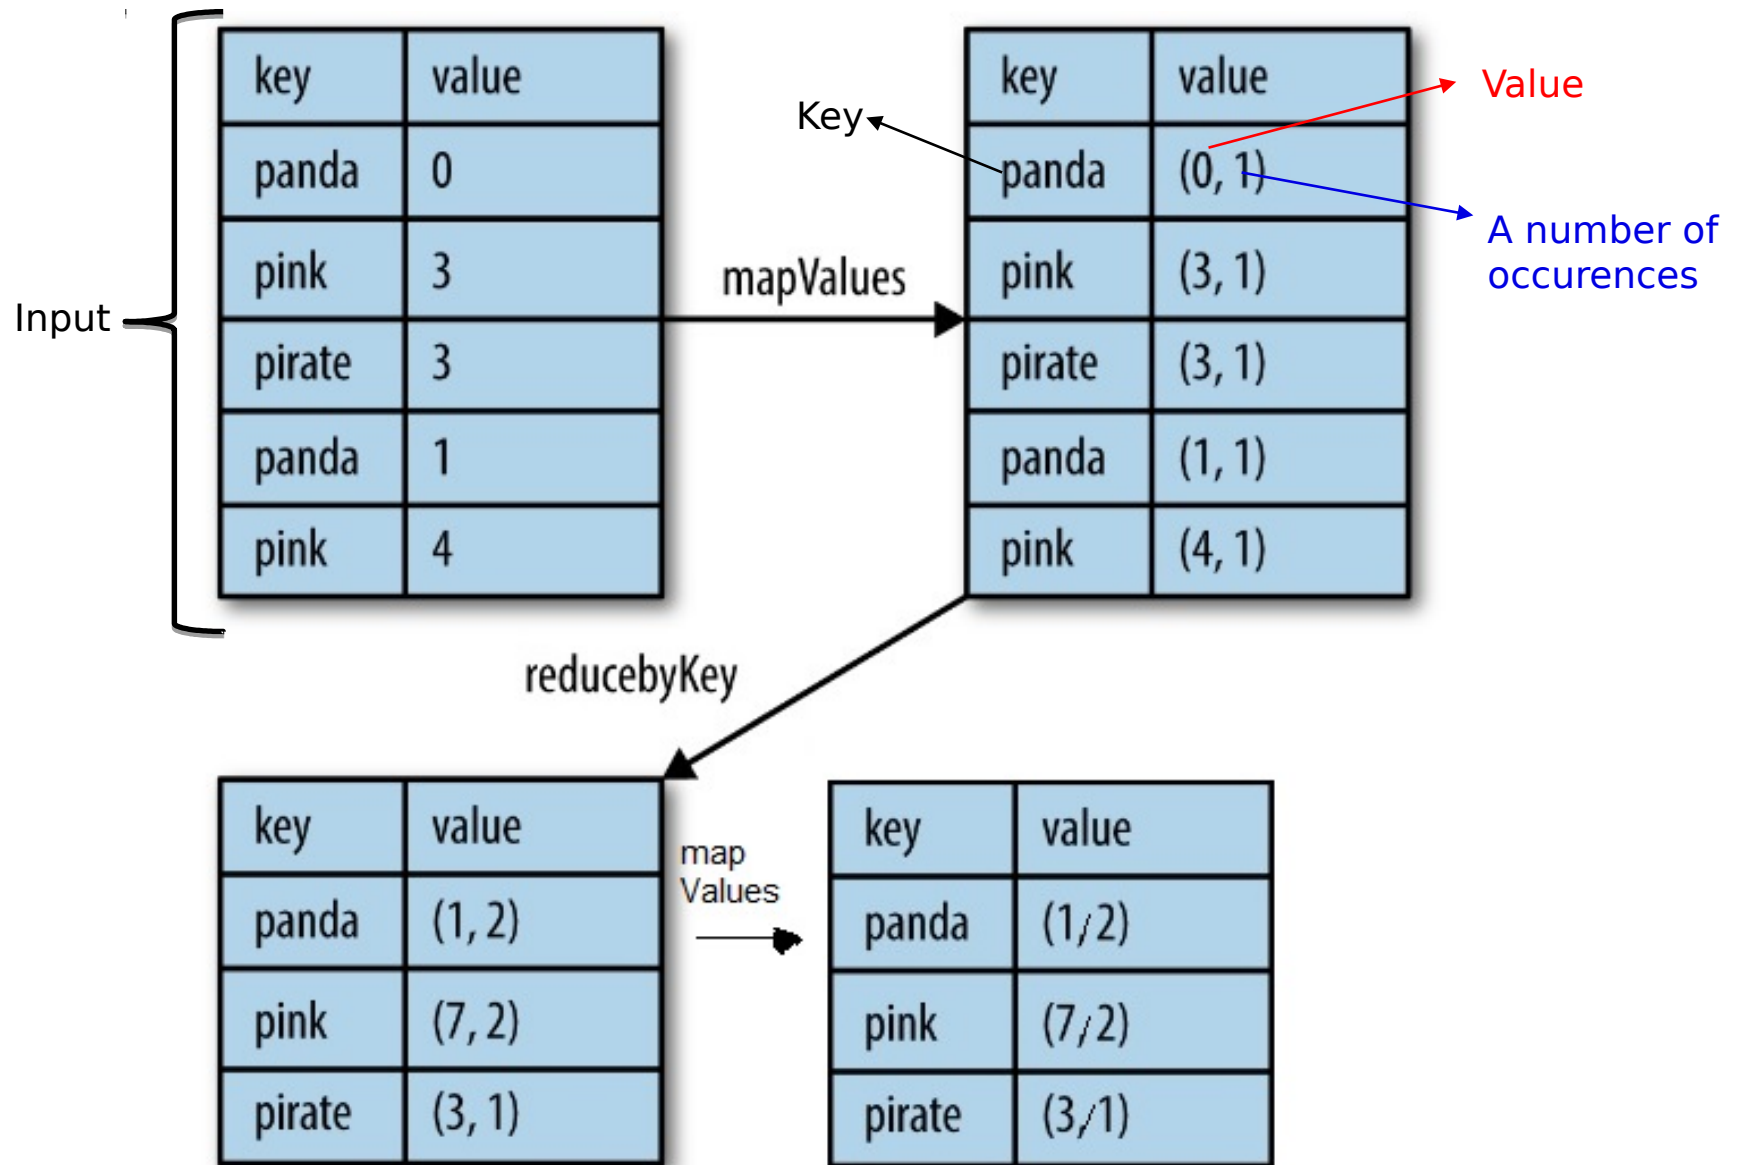 Input
key value
panda 0
pink 3
pirate 3
panda 1
pink 4
mapValues
Key
key value
panda (0, 1)
pink (3, 1)
pirate (3, 1)
panda (1, 1)
pink (4, 1)
Value
A number of
occurences
reducebyKey
key value
panda (1, 2)
pink (7, 2)
pirate (3, 1)
map
Values
key value
panda (1/2)
pink (7/2)
pirate (3/1)